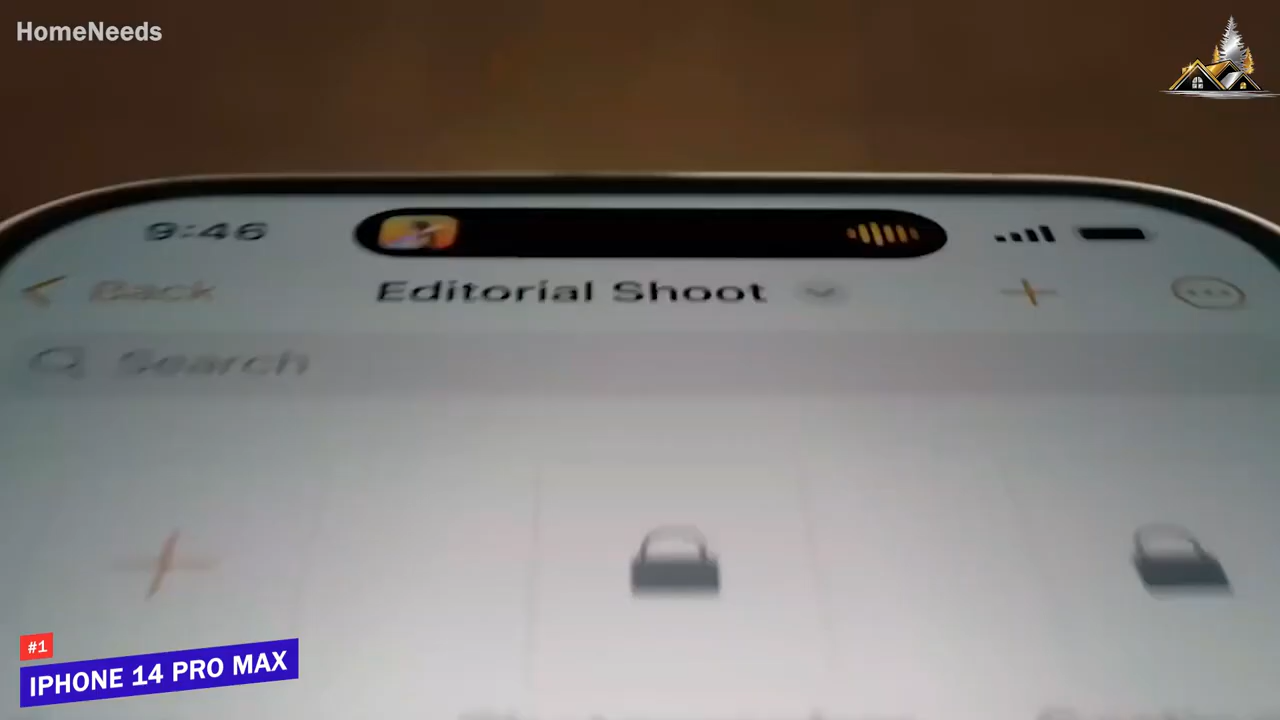 HomeNeeds
9:46
Back
Editorial Shoot
Search
#1
IPHONE 14 PRO MAX